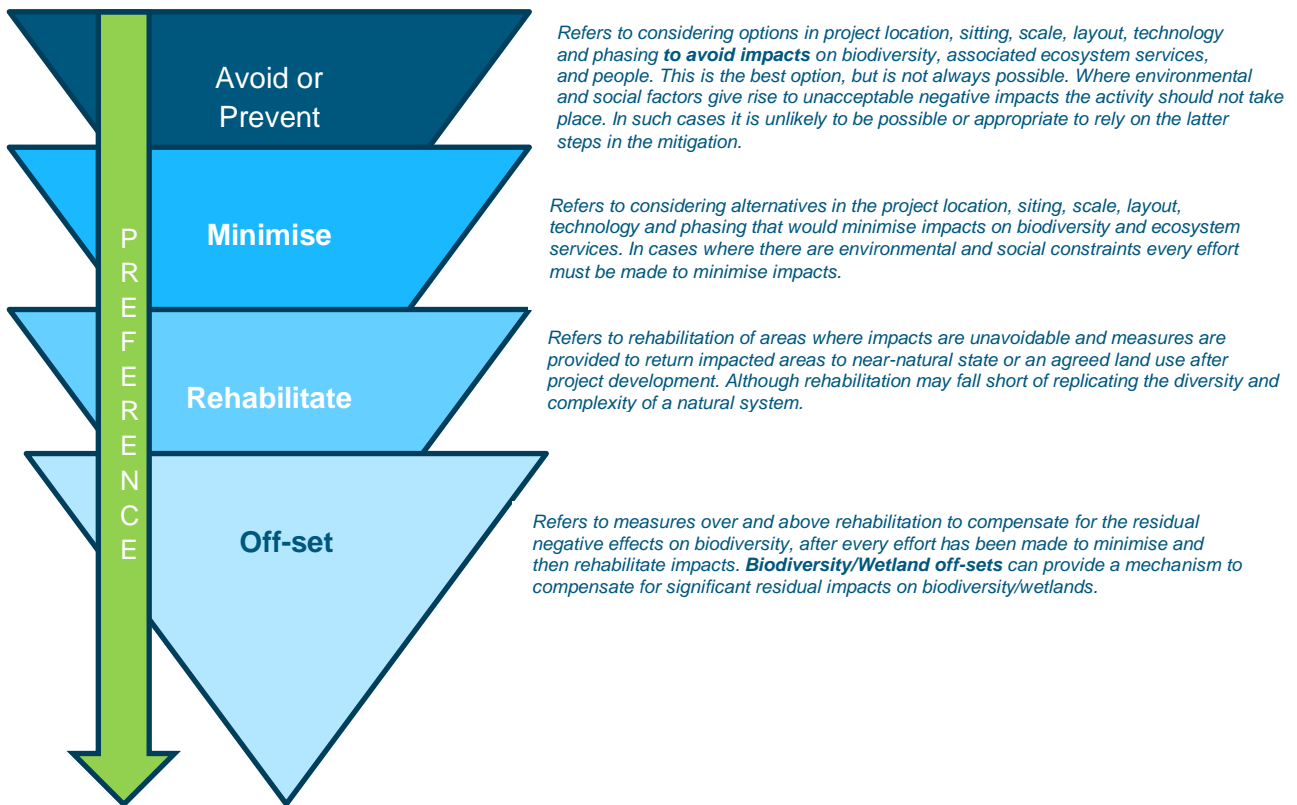 Avoid or
Prevent
Refers to considering options in project location, sitting, scale, layout, technology
and phasing to avoid impacts on biodiversity, associated ecosystem services,
and people. This is the best option, but is not always possible. Where environmental
and social factors give rise to unacceptable negative impacts the activity should not take
place. In such cases it is unlikely to be possible or appropriate to rely on the latter
steps in the mitigation.
Minimise
Refers to considering alternatives in the project location, siting, scale, layout,
technology and phasing that would minimise impacts on biodiversity and ecosystem
services. In cases where there are environmental and social constraints every effort
must be made to minimise impacts.
Rehabilitate
Refers to rehabilitation of areas where impacts are unavoidable and measures are
provided to return impacted areas to near-natural state or an agreed land use after
project development. Although rehabilitation may fall short of replicating the diversity and
complexity of a natural system.
Off-set
Refers to measures over and above rehabilitation to compensate for the residual
negative effects on biodiversity, after every effort has been made to minimise and
then rehabilitate impacts. Biodiversity/Wetland off-sets can provide a mechanism to
compensate for significant residual impacts on biodiversity/wetlands.
PREFERENCE